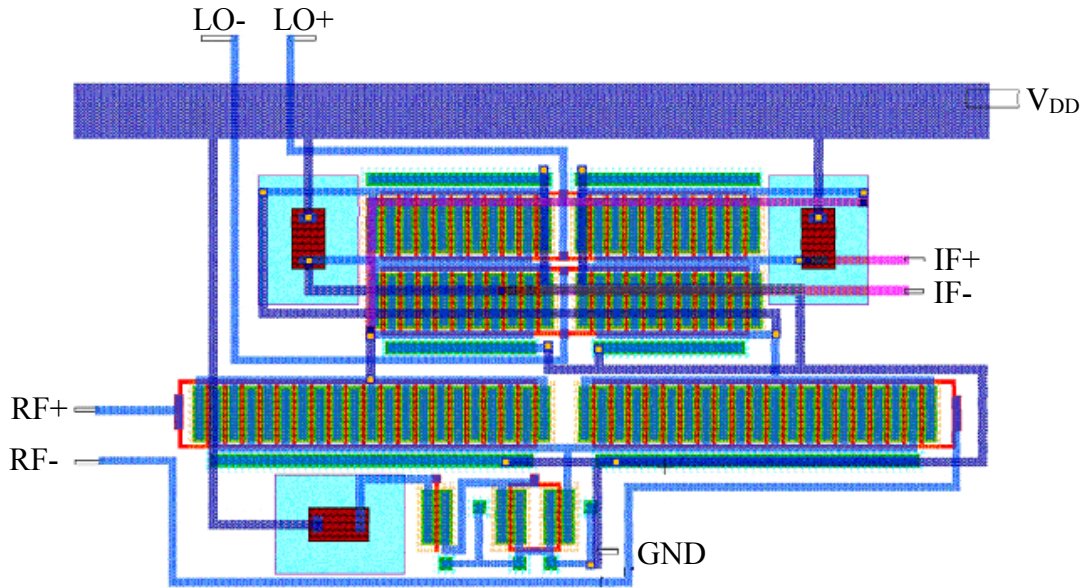 LO- LO+
VDD
IF+
IF-
RF+
RF-
GND